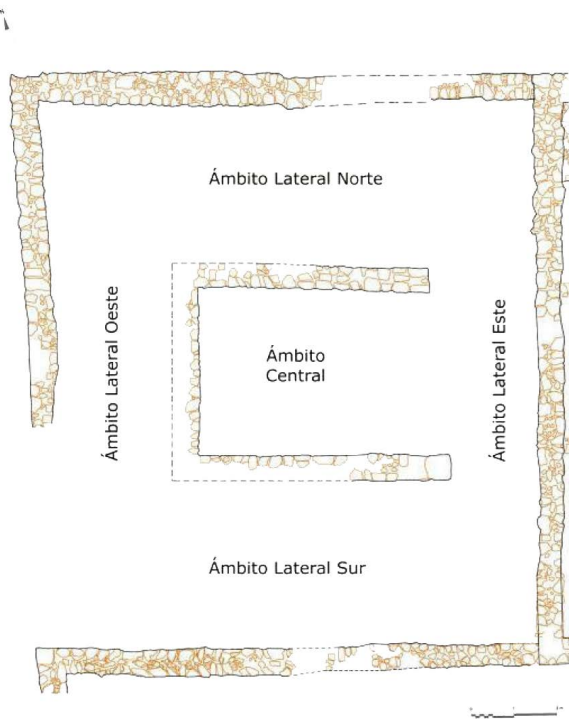 Ámbito Lateral Norte
Ámbito Lateral Oeste
Ámbito
Central
Ámbito Lateral Este
Ámbito Lateral Sur